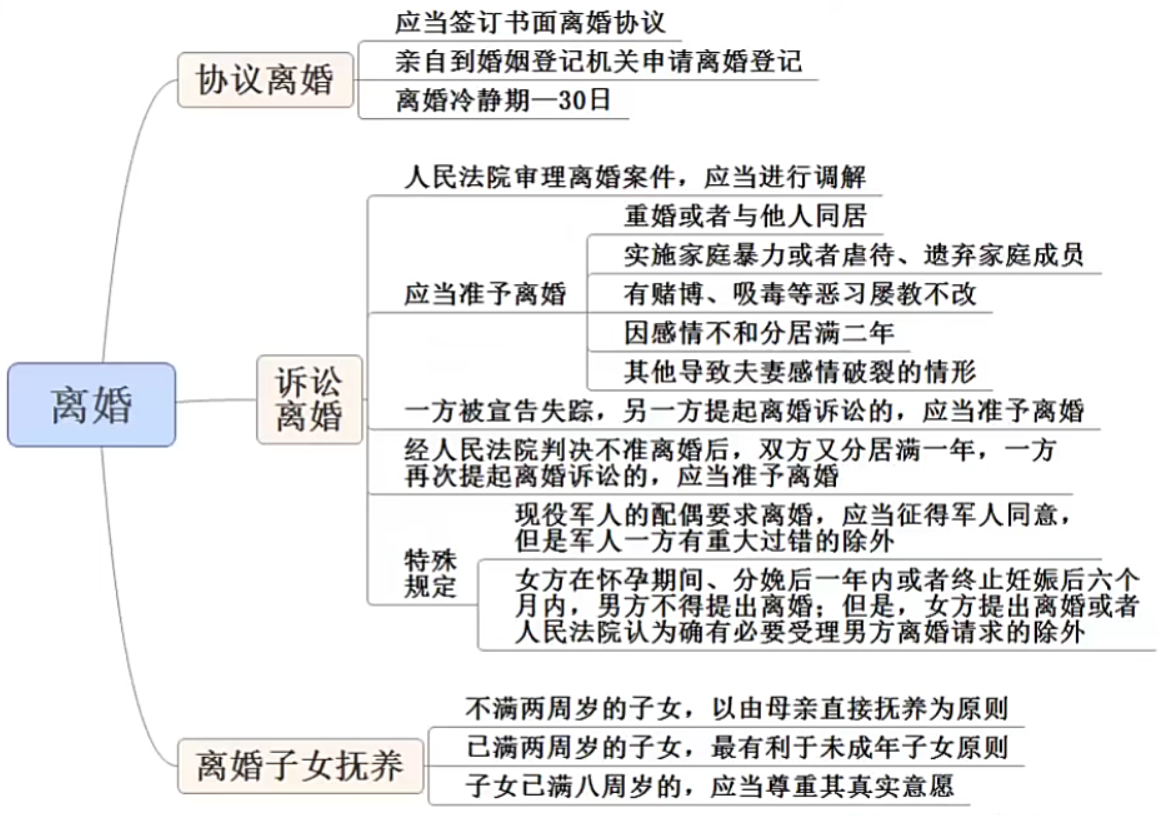 应当签订书面离婚协议
协议离婚
亲自到婚姻登记机关申请离婚登记
离婚冷静期—30日
人民法院审理离婚案件，应当进行调解
重婚或者与他人同居
实施家庭暴力或者虐待、遗弃家庭成员
应当准予离婚
有赌博、吸毒等恶习屡教不改
因感情不和分居满二年
其他导致夫妻感情破裂的情形
离婚
诉讼
离婚
一方被宣告失踪，另一方提起离婚诉讼的，应当准予离婚
经人民法院判决不准离婚后，双方又分居满一年，一方
再次提起离婚诉讼的，应当准予离婚
特殊
规定
现役军人的配偶要求离婚，应当征得军人同意，
但是军人一方有重大过错的除外
女方在怀孕期间、分娩后一年内或者终止妊娠后六个
月内，男方不得提出离婚；但是，女方提出离婚或者
人民法院认为确有必要受理男方离婚请求的除外
离婚子女抚养
不满两周岁的子女，以由母亲直接抚养为原则
已满两周岁的子女，最有利于未成年子女原则
子女已满八周岁的，应当尊重其真实意愿